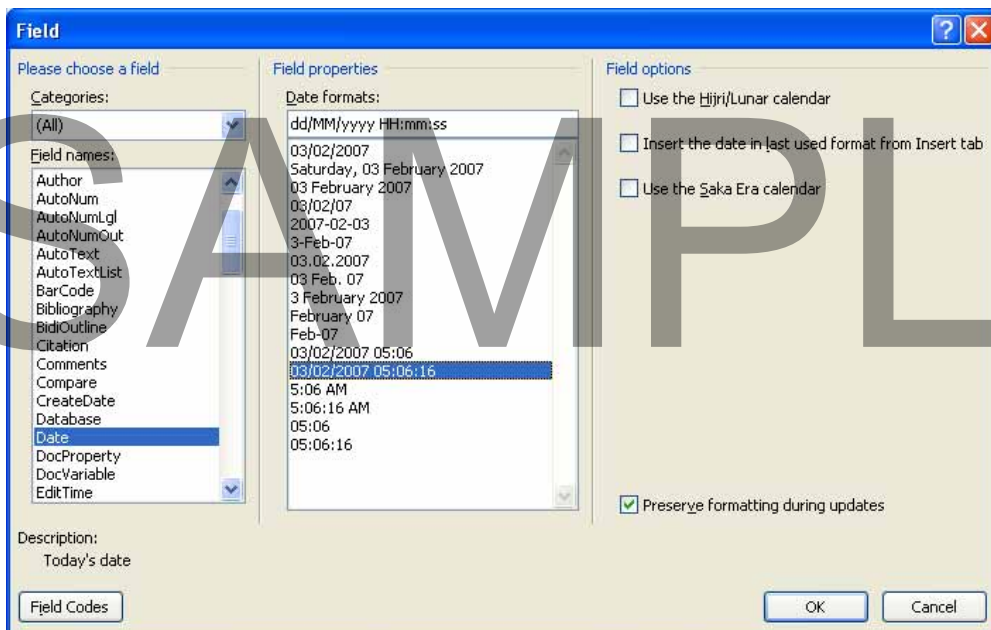 Field
Please choose a field
Categories:
(All)
Field names:
Author
AutoNum
AutoNumLgl
AutoNumOut
AutoText
AutoTextList
BarCode
Bibliography
BidiOutline
Citation
Comments
Compare
CreateDate
Database
Date
DocProperty
DocVariable
EditTime
Description:
Today's date
Field Codes
Field properties
Date formats:
dd/MM/yyyy HH:mm:ss
03/02/2007
Saturday, 03 February 2007
03 February 2007
03/02/07
2007-02-03
3-Feb-07
03.02.2007
03 Feb. 07
3 February 2007
February 07
Feb-07
03/02/2007 05:06
03/02/2007 05:06:16
5:06 AM
5:06:16 AM
05:06
05:06:16
Field options
Use the Hijri/Lunar calendar
Insert the date in last used format from Insert tab
Use the Saka Era calendar
Preserve formatting during updates
OK
Cancel
SAMPL